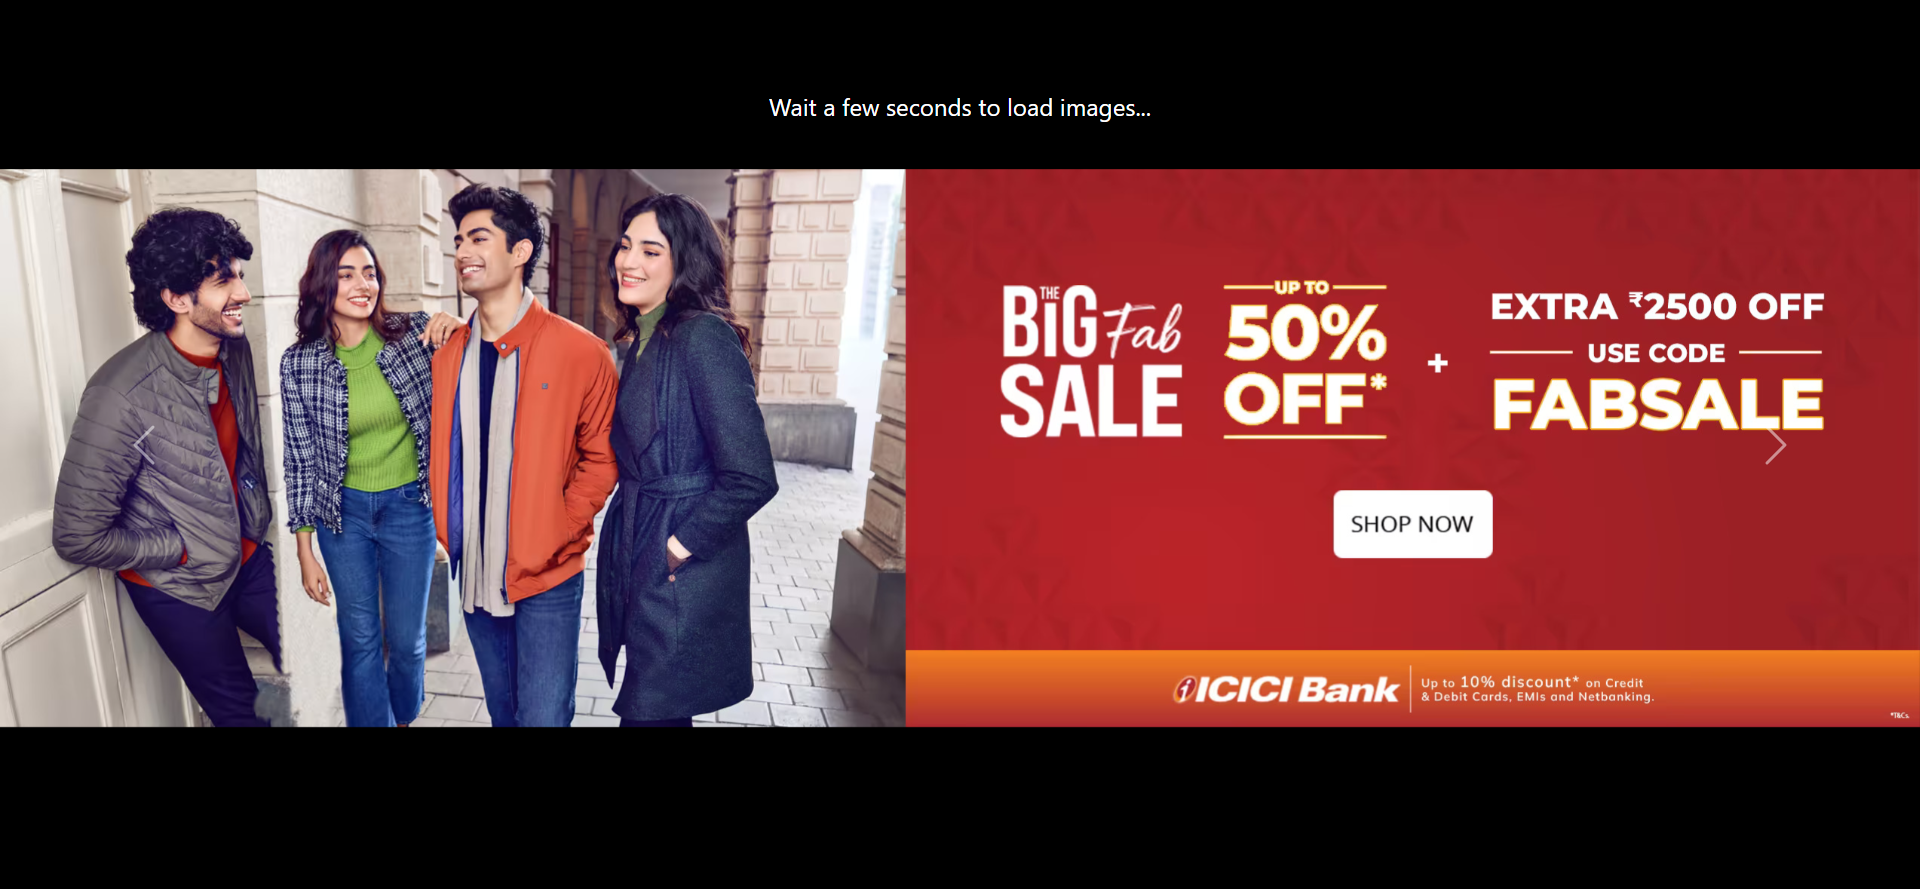 Wait a few seconds to load images...
THE
BIG Fab
SALE
UP TO
50%
OFF*
+
EXTRA ₹2500 OFF
USE CODE
FABSALE
SHOP NOW
ICICI Bank
Up to 10% discount* on Credit
& Debit Cards, EMIs and Netbanking.
*T&Cs.